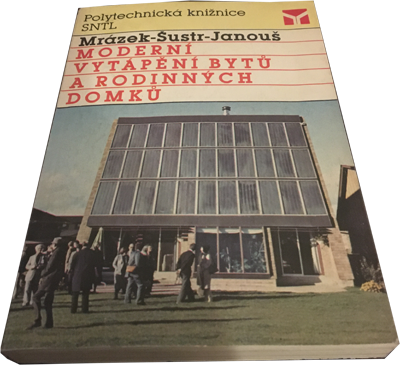 Polytechnická knižnice
SNTL
Mrázek-Šustr-Janouš
MODERNÍ
VYTÁPĚNÍ BYTŮ
A RODINNÝCH
DOMKŮ